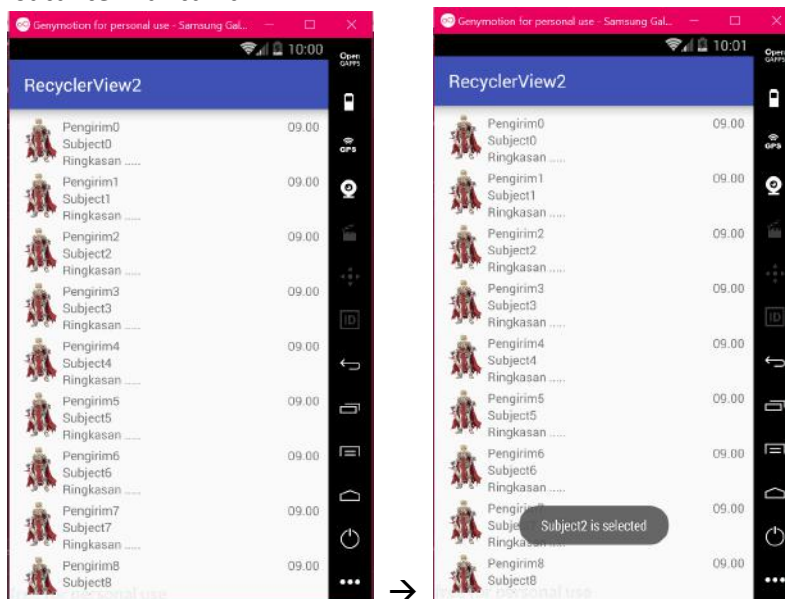 Genymotion for personal use - Samsung Gal...
10:00
Open
GAPPS
RecyclerView2
GPS
ID
Pengirim0 09.00
Subject0
Ringkasan .....
Pengirim1 09.00
Subject1
Ringkasan .....
Pengirim2 09.00
Subject2
Ringkasan .....
Pengirim3 09.00
Subject3
Ringkasan .....
Pengirim4 09.00
Subject4
Ringkasan .....
Pengirim5 09.00
Subject5
Ringkasan .....
Pengirim6 09.00
Subject6
Ringkasan .....
Pengirim7 09.00
Subject7
Ringkasan .....
Pengirim8 09.00
Subject8
personal use
→
Genymotion for personal use - Samsung Gal...
10:01
Open
GAPPS
RecyclerView2
GPS
ID
Pengirim0 09.00
Subject0
Ringkasan .....
Pengirim1 09.00
Subject1
Ringkasan .....
Pengirim2 09.00
Subject2
Ringkasan .....
Pengirim3 09.00
Subject3
Ringkasan .....
Pengirim4 09.00
Subject4
Ringkasan .....
Pengirim5 09.00
Subject5
Ringkasan .....
Pengirim6 09.00
Subject6
Ringkasan .....
09.00
Subject2 is selected
Pengirim8 09.00
Subject8
personal use